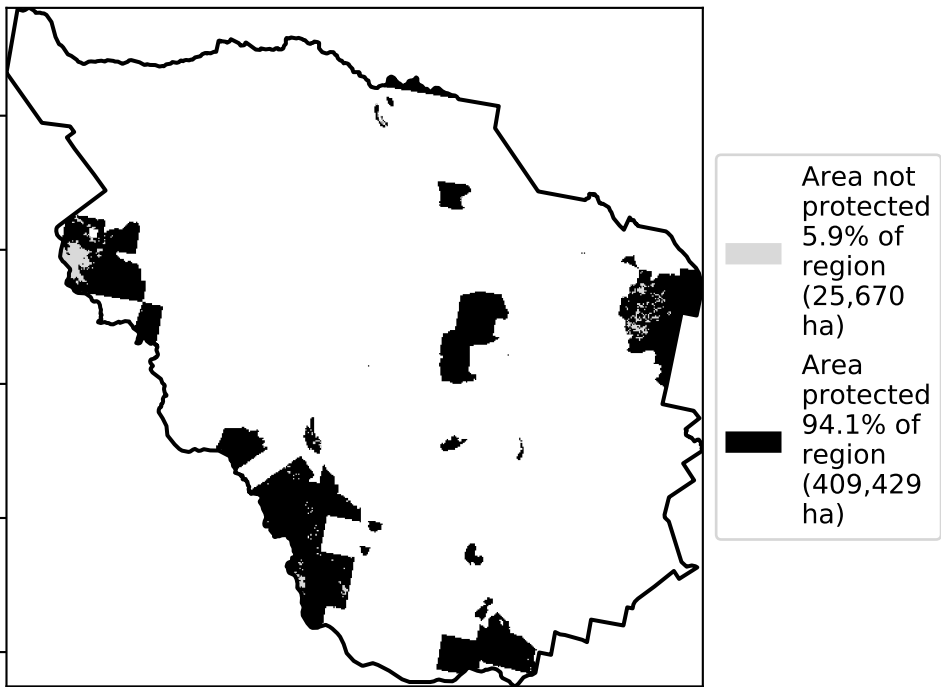 Area not
protected
5.9% of
region
(25,670
ha)
Area
protected
94.1% of
region
(409,429
ha)